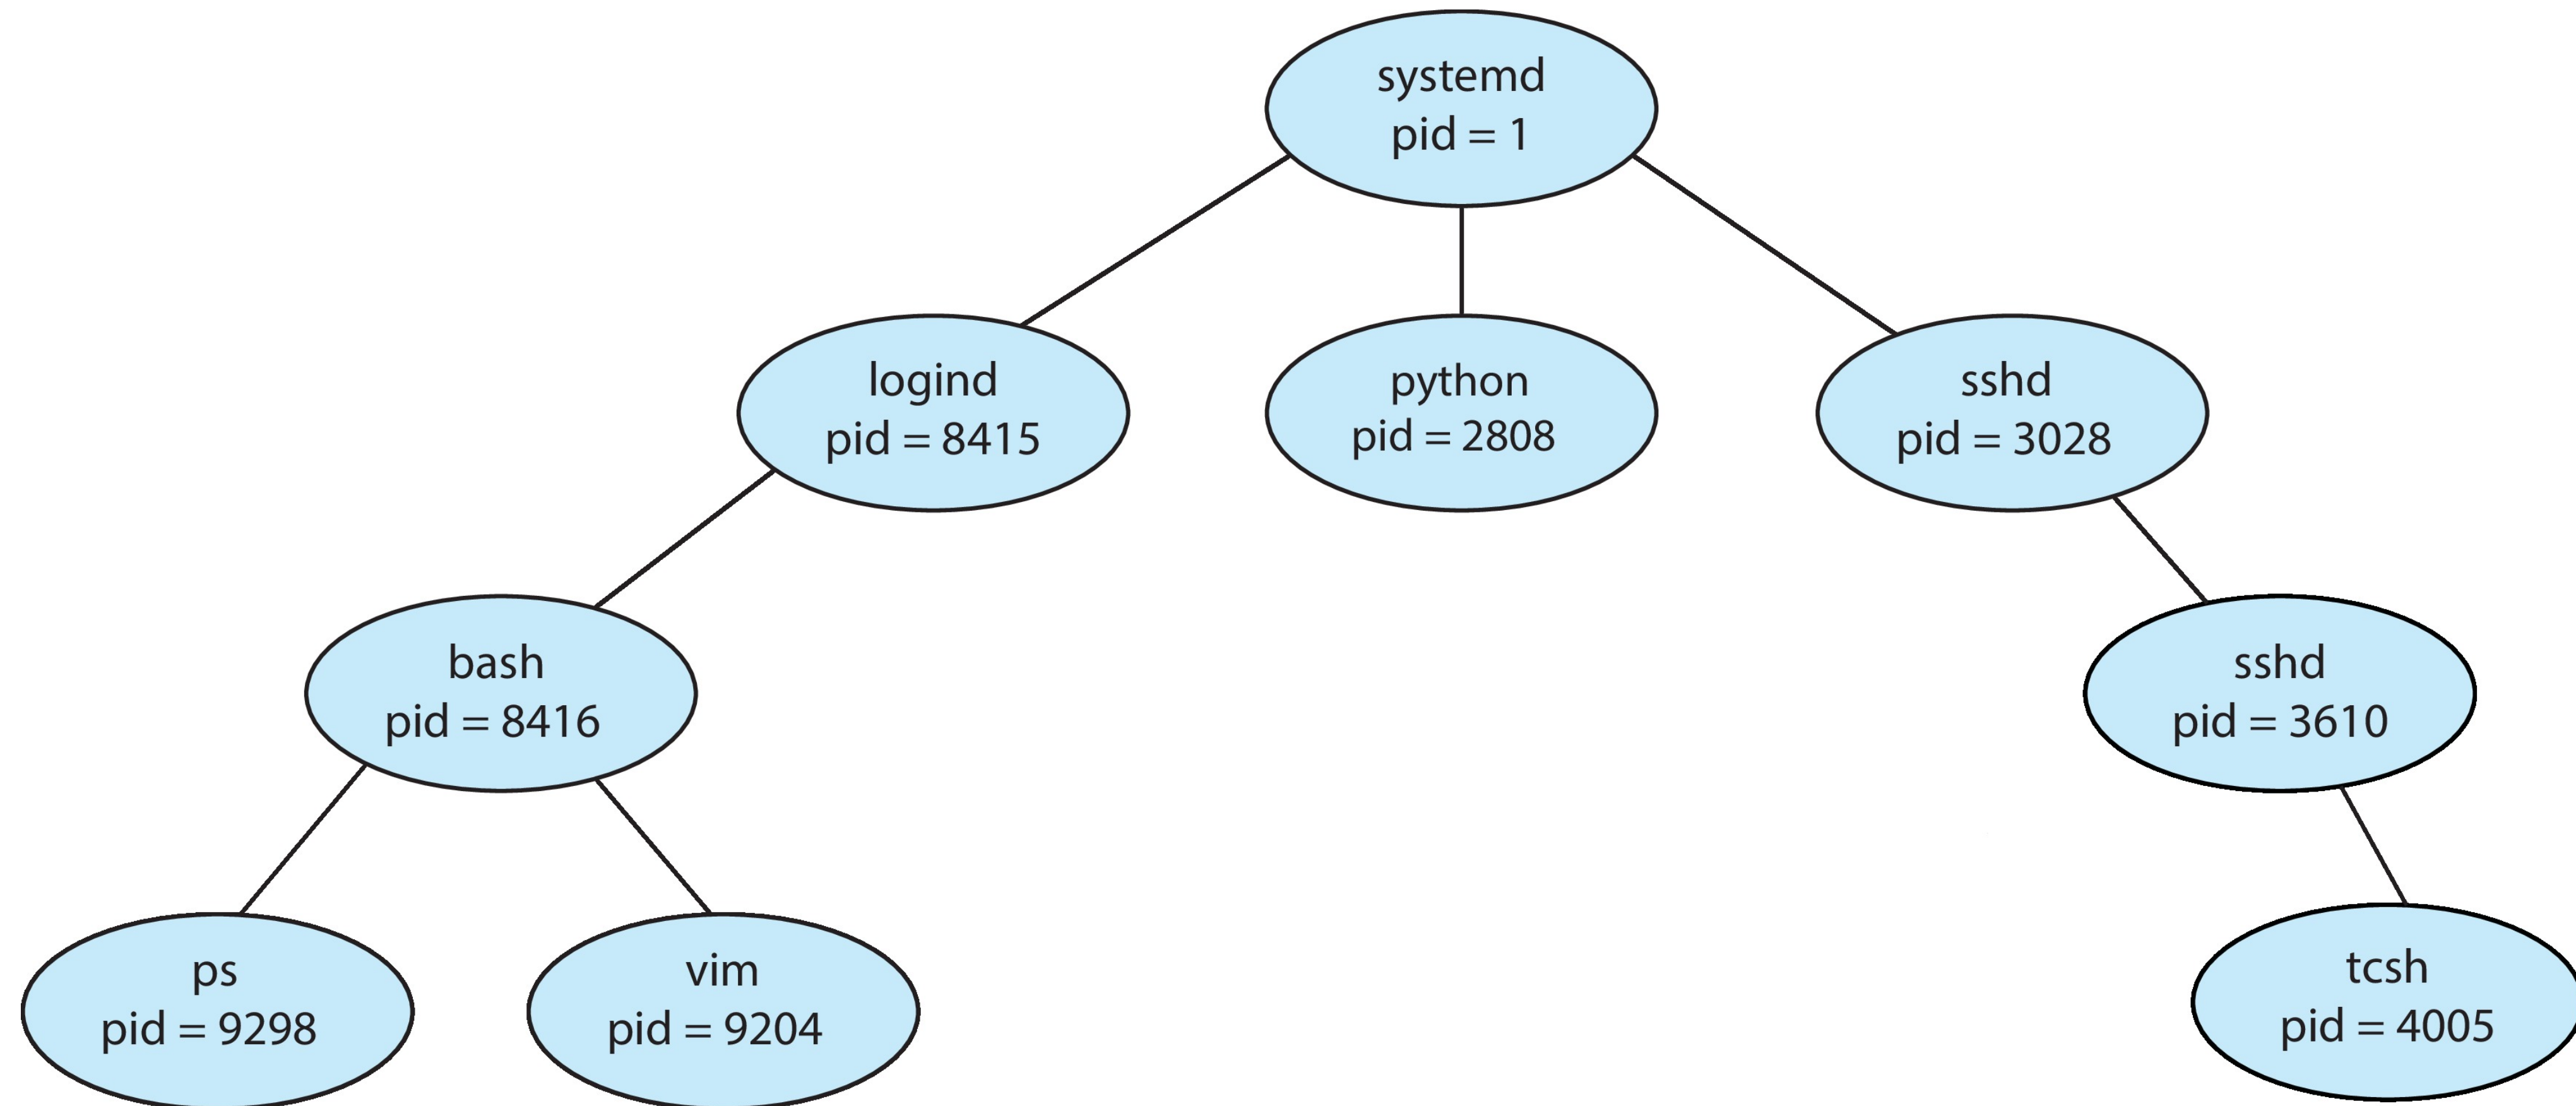 systemd
pid = 1
logind
pid = 8415
python
pid = 2808
sshd
pid = 3028
bash
pid = 8416
sshd
pid = 3610
ps
pid = 9298
vim
pid = 9204
tcsh
pid = 4005